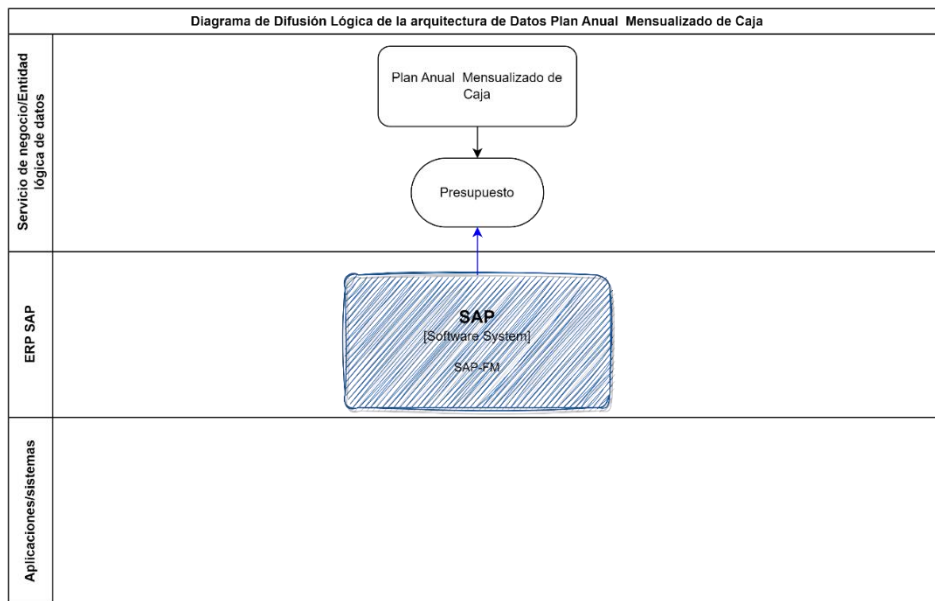 Diagrama de Difusión Lógica de la arquitectura de Datos Plan Anual  Mensualizado de Caja
Servicio de negocio/Entidad
lógica de datos
Plan Anual  Mensualizado de
Caja
Presupuesto
ERP SAP
SAP
[Software System]
SAP-FM
Aplicaciones/sistemas